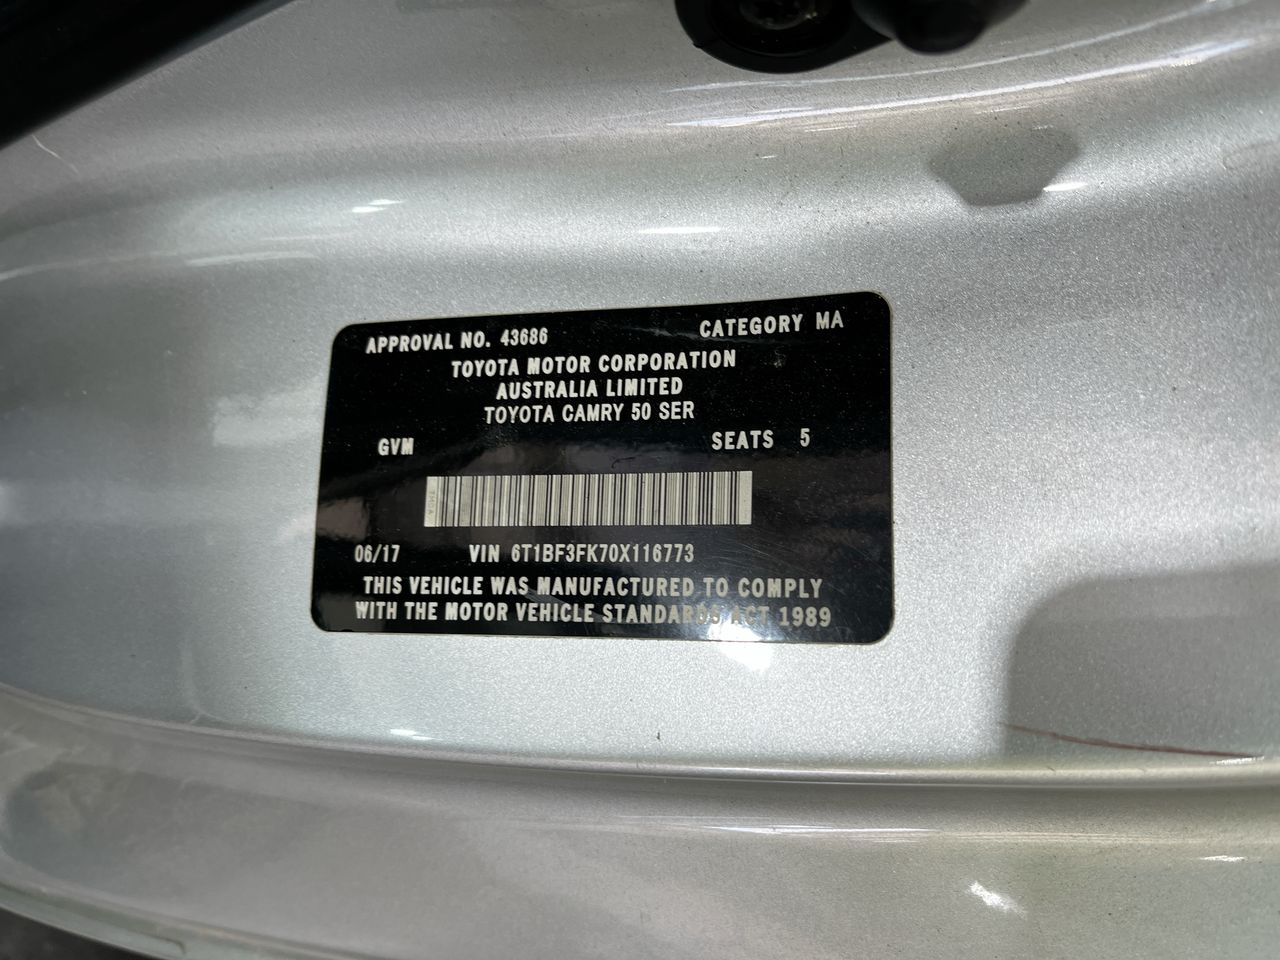 APPROVAL NO. 43686 CATEGORY MA
TOYOTA MOTOR CORPORATION
AUSTRALIA LIMITED
TOYOTA CAMRY 50 SER
GVM SEATS 5
06/17 VIN 6T1BF3FK70X116773
THIS VEHICLE WAS MANUFACTURED TO COMPLY
WITH THE MOTOR VEHICLE STANDARDS ACT 1989